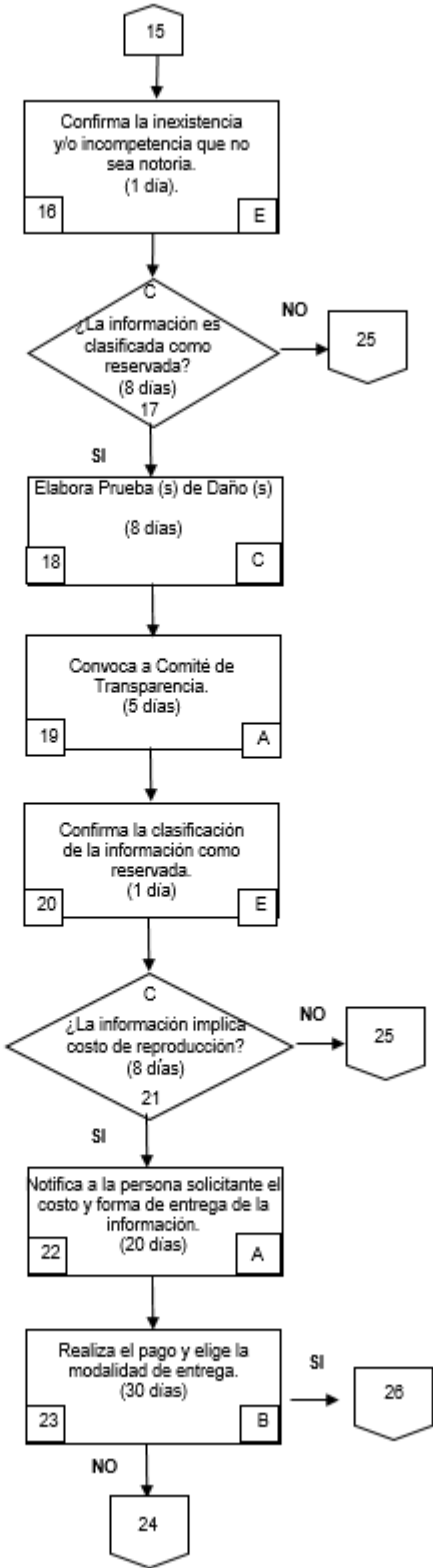 15
Confirma la inexistencia
y/o incompetencia que no
sea notoria.
(1 día).
16
E
C
¿La información es
clasificada como
reservada?
(8 días)
17
NO
25
SI
Elabora Prueba (s) de Daño (s)
(8 días)
18
C
Convoca a Comité de
Transparencia.
(5 días)
19
A
Confirma la clasificación
de la información como
reservada.
(1 día)
20
E
C
¿La información implica
costo de reproducción?
(8 días)
21
NO
25
SI
Notifica a la persona solicitante el
costo y forma de entrega de la
información.
(20 días)
22
A
Realiza el pago y elige la
modalidad de entrega.
(30 días)
23
B
SI
26
NO
24